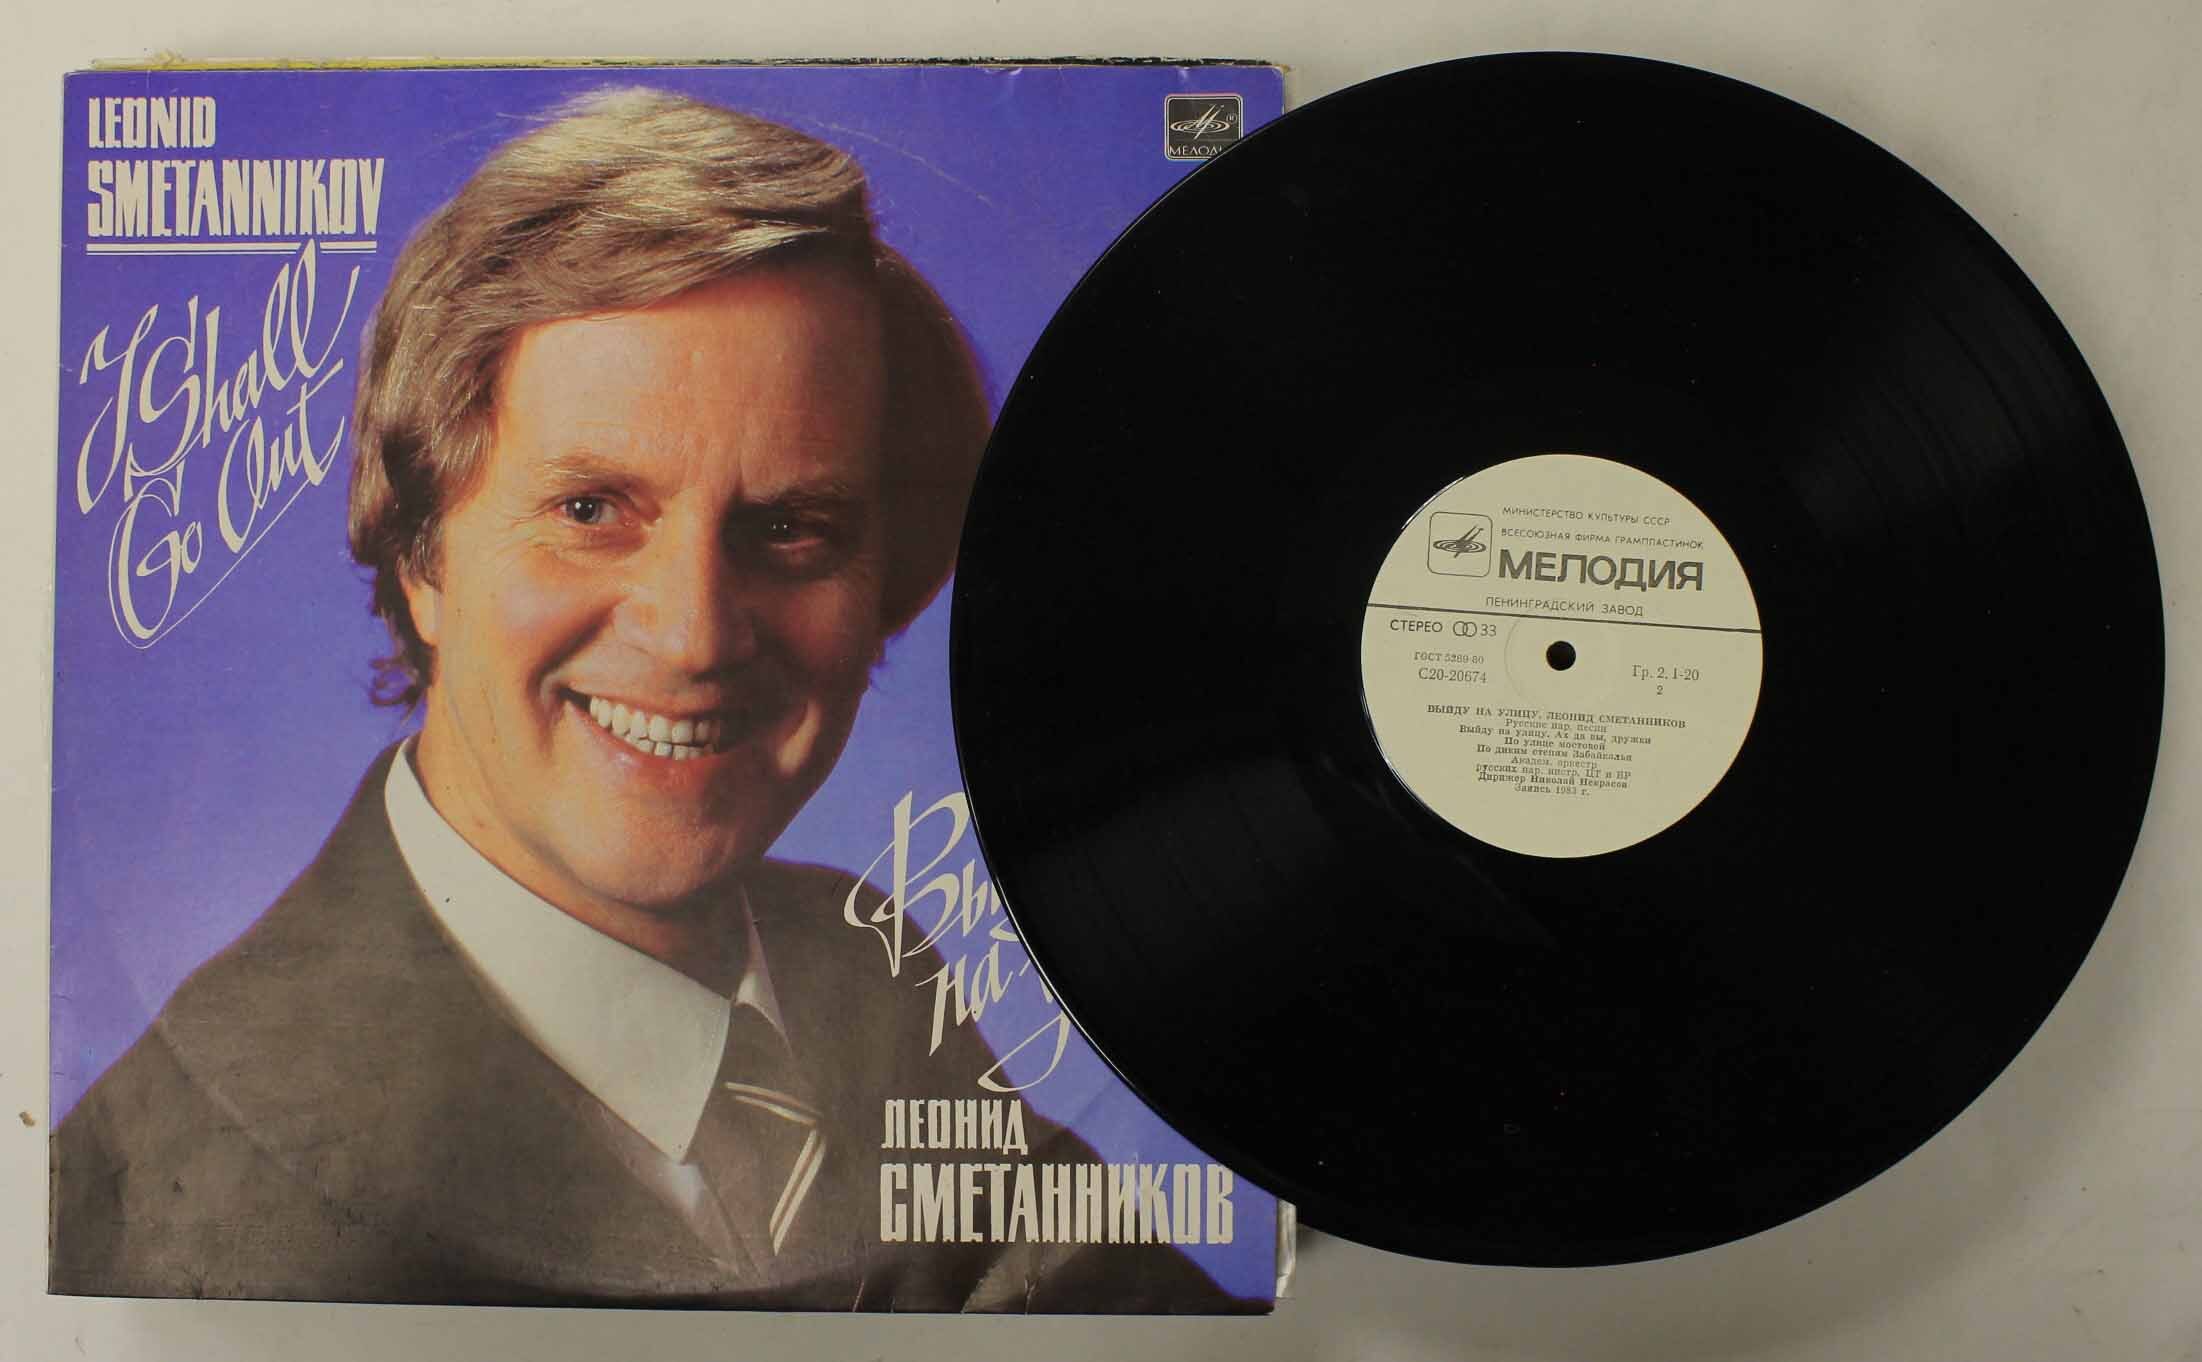 LEONID
SMETANNIKOV
I Shall
Go Out
МЕЛОДИ
Вы
на
ЛЕОНИД
СМЕТАННИКОВ
МИНИСТЕРСТВО КУЛЬТУРЫ СССР
ВСЕСОЮЗНАЯ ФИРМА ГРАМПЛАСТИНОК
МЕЛОДИЯ
ЛЕНИНГРАДСКИЙ ЗАВОД
СТЕРЕО 33
ГОСТ 5289-80
С20-20674
Гр. 2, 1-20
2
ВЫЙДУ НА УЛИЦУ. ЛЕОНИД СМЕТАННИКОВ
Русские нар. песни
Выйду на улицу. Ах да вы, дружки
По улице мостовой
По диким степям Забайкалья
Академ. оркестр
русских нар. инстр. ЦТ и ВР
Дирижер Николай Некрасов
Запись 1983 г.